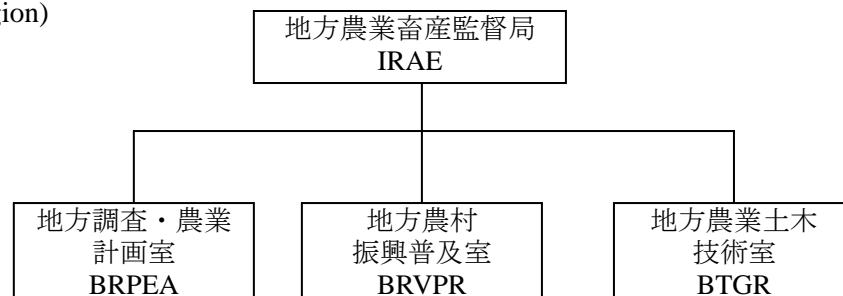 gion)
地方農業畜産監督局
IRAE
地方調査・農業
計画室
BRPEA
地方農村
振興普及室
BRVPR
地方農業土木
技術室
BTGR